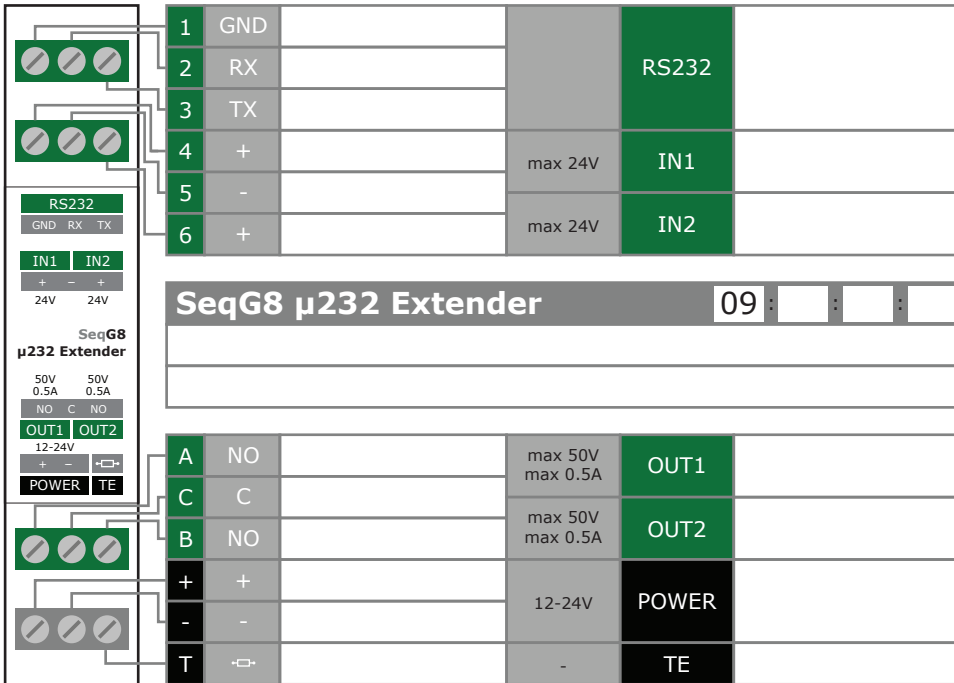 RS232
GND RX TX
IN1 IN2
+ – +
24V 24V
SeqG8
µ232 Extender
50V 50V
0.5A 0.5A
NO C NO
OUT1 OUT2
12-24V
+ –
POWER TE
1 GND
2 RX RS232
3 TX
4 + max 24V IN1
5 -
6 + max 24V IN2
SeqG8 µ232 Extender 09 : : :
A NO max 50V max 0.5A OUT1
C C
B NO max 50V max 0.5A OUT2
+ +
12-24V POWER
- -
T - TE